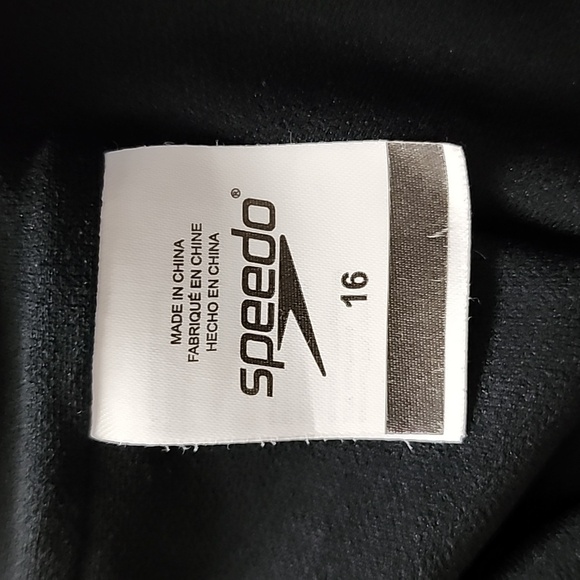 16
speedo®
MADE IN CHINA
FABRIQUÉ EN CHINE
HECHO EN CHINA